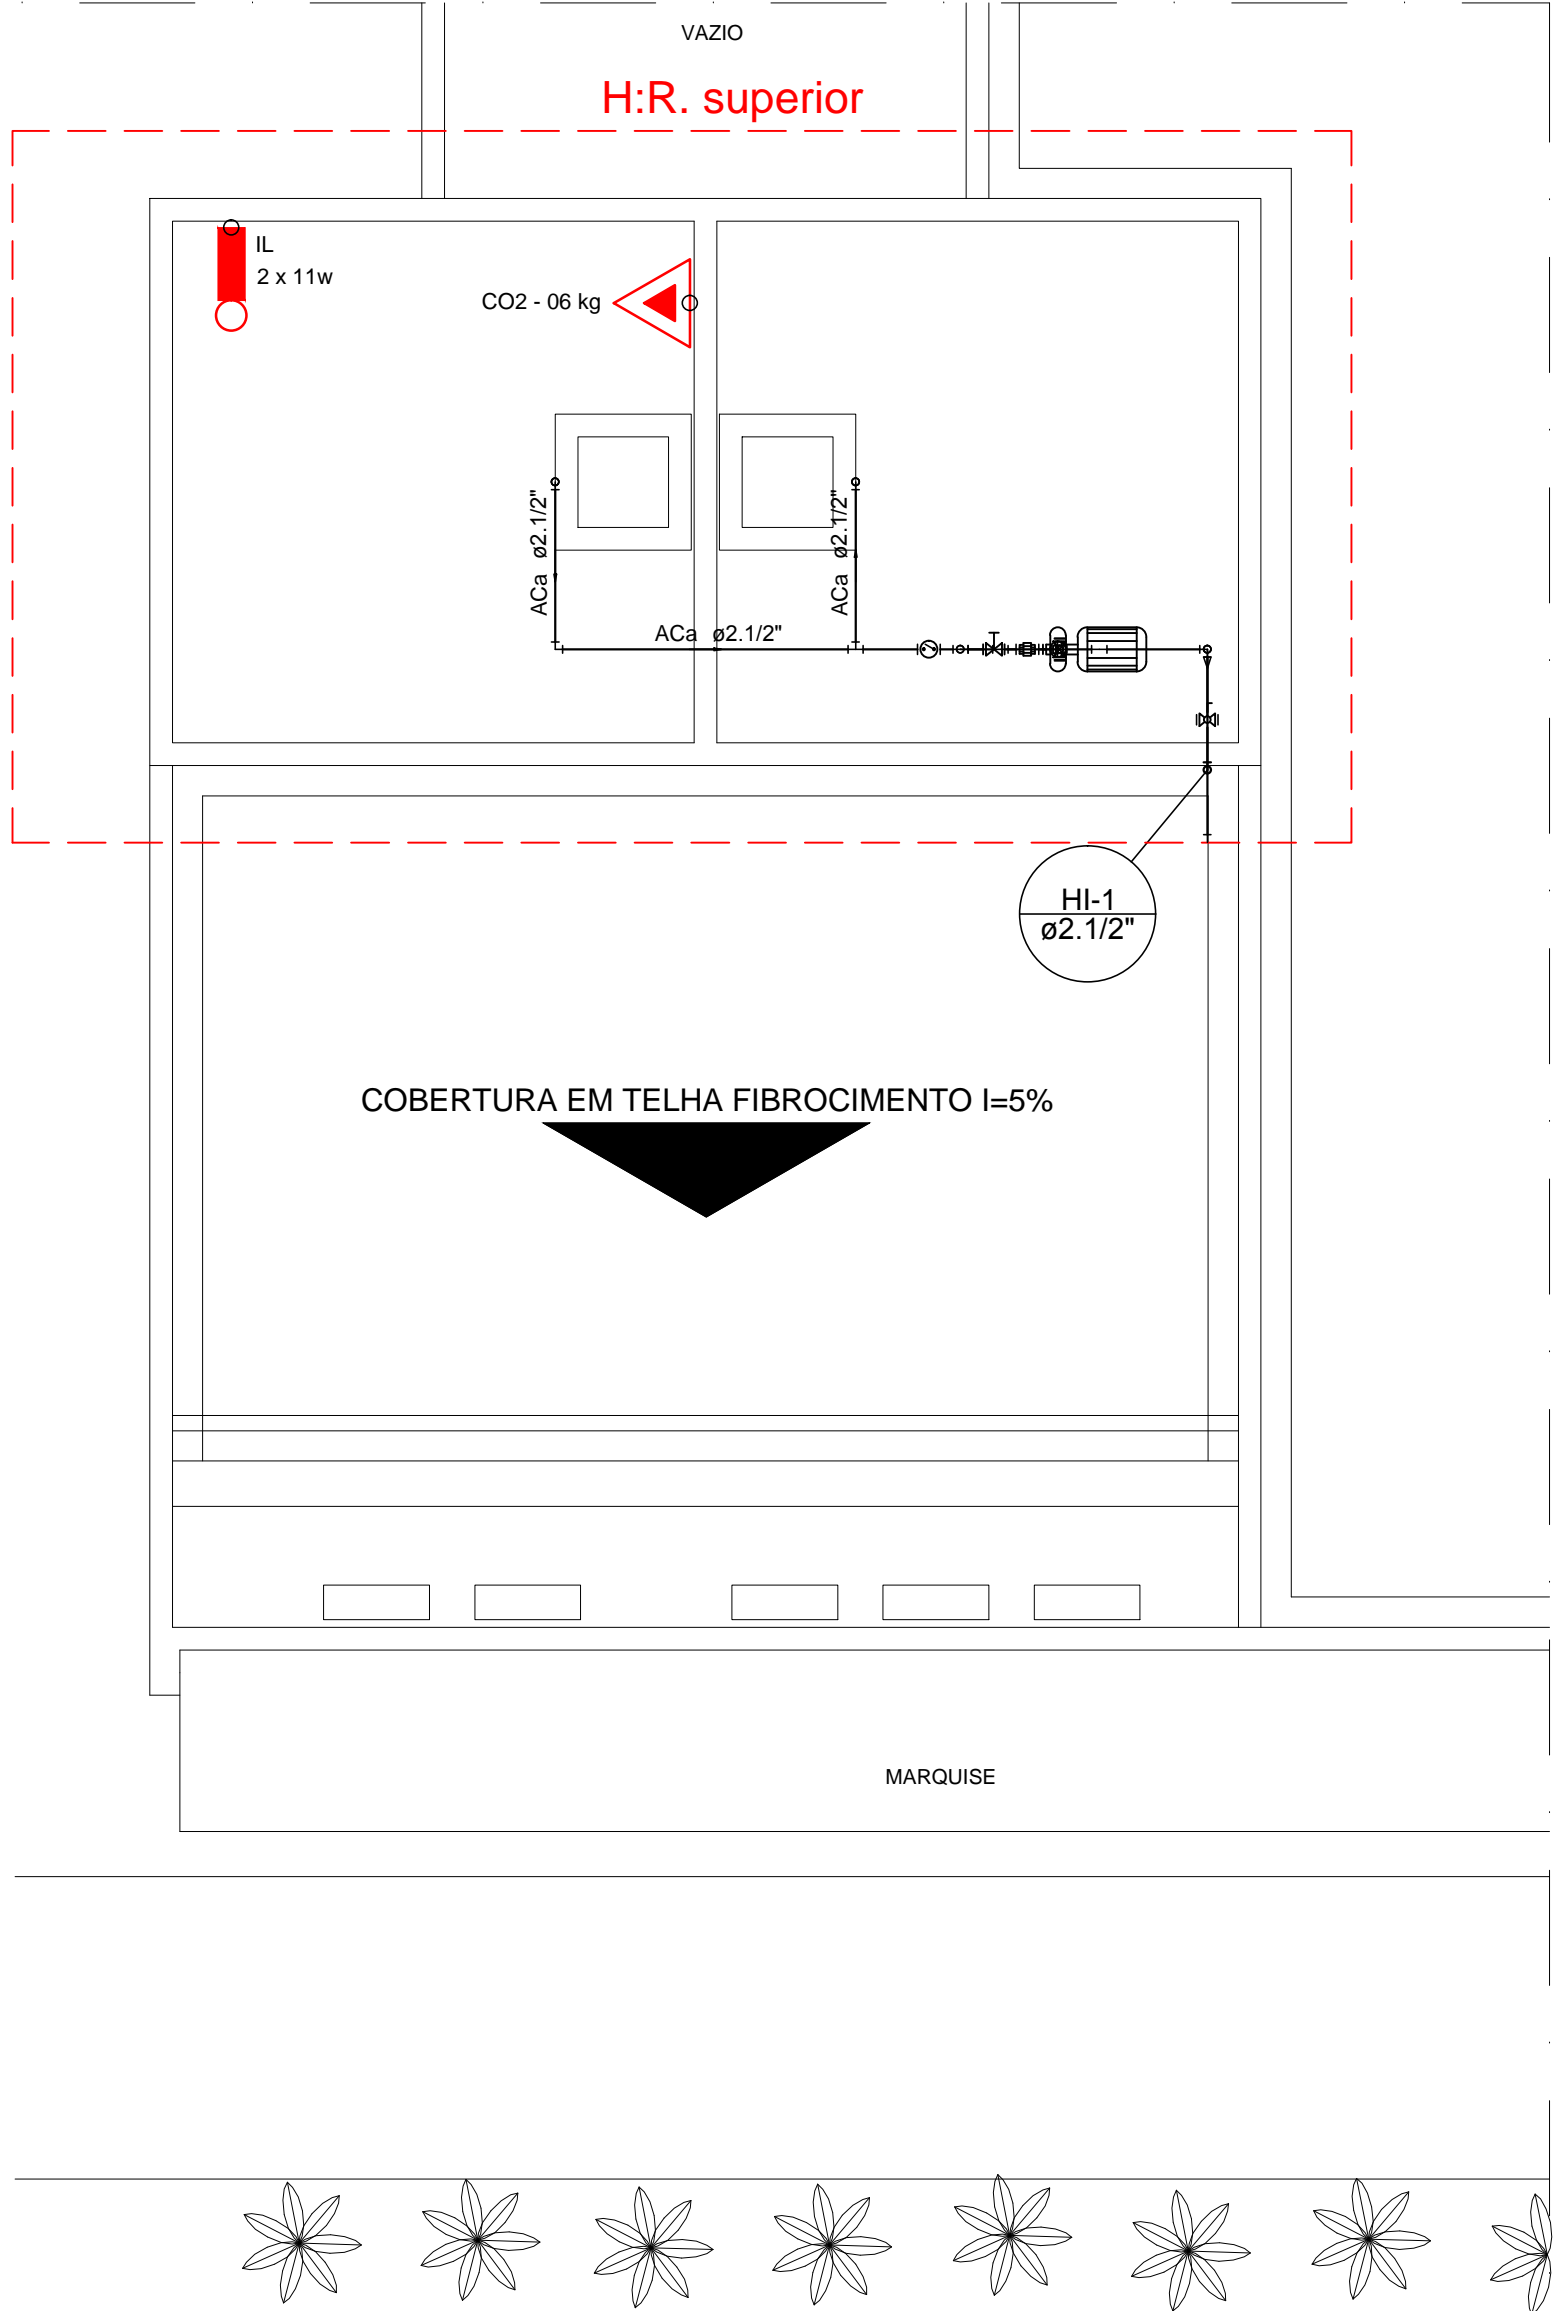 VAZIO
H:R. superior
IL
2 x 11w
CO2 - 06 kg
ACa ø2.1/2"
ACa ø2.1/2"
ACa ø2.1/2"
HI-1
ø2.1/2"
COBERTURA EM TELHA FIBROCIMENTO I=5%
MARQUISE